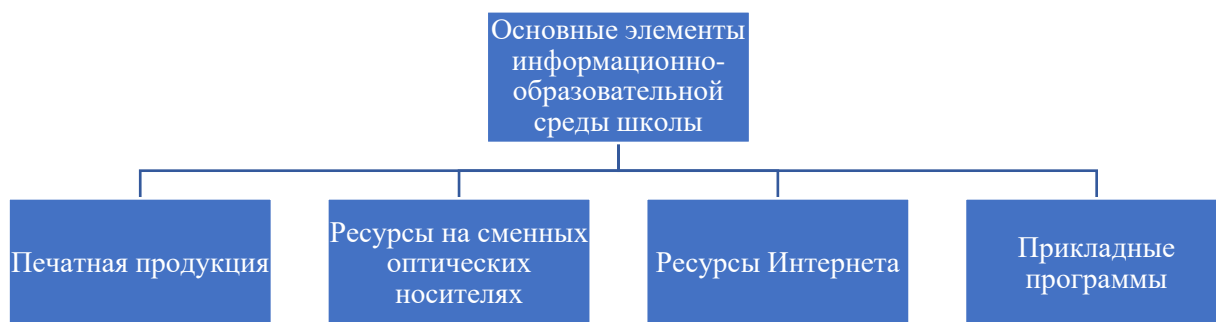 Основные элементы
информационно-
образовательной
среды школы
Печатная продукция
Ресурсы на сменных
оптических
носителях
Ресурсы Интернета
Прикладные
программы